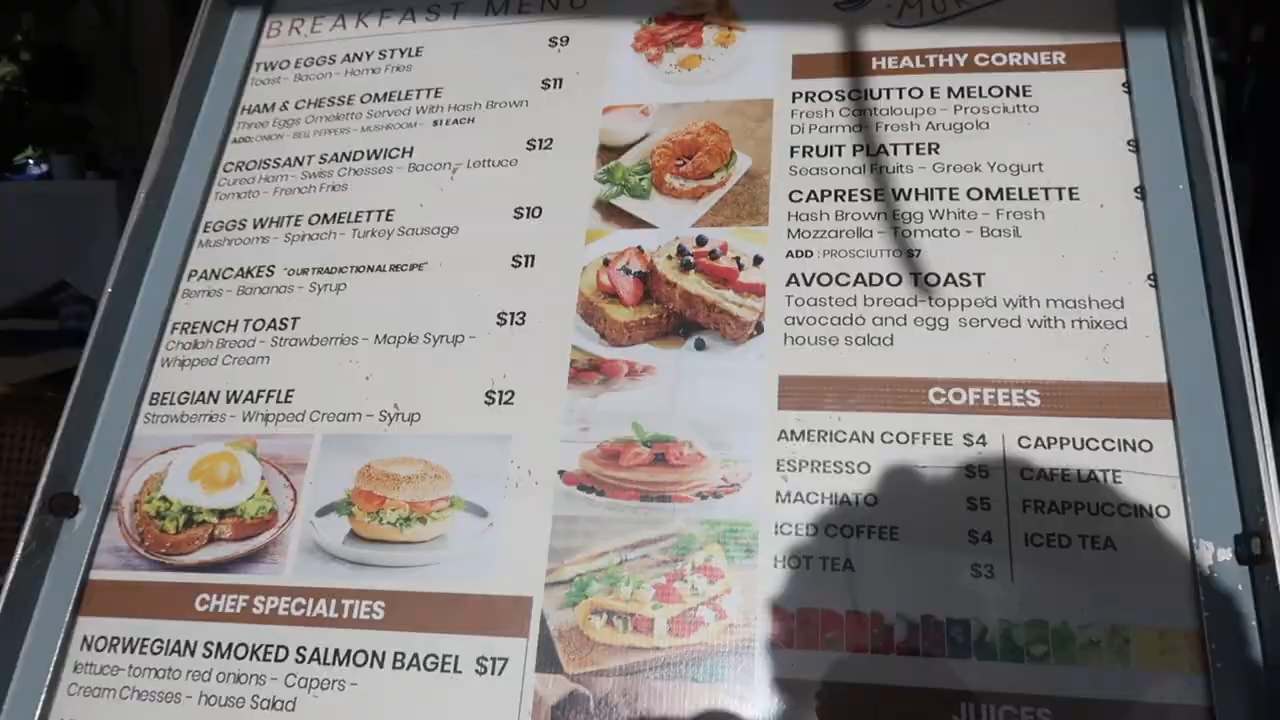 BREAKFAST MENU
TWO EGGS ANY STYLE $9
Toast - Bacon - Home Fries
HAM & CHESSE OMELETTE $11
Three Eggs Omelette Served With Hash Brown
ADD: ONION - BELL PEPPERS - MUSHROOM - $1 EACH
CROISSANT SANDWICH $12
Cured Ham - Swiss Chesses - Bacon - Lettuce
Tomato - French Fries
EGGS WHITE OMELETTE $10
Mushrooms - Spinach - Turkey Sausage
PANCAKES "OUR TRADICTIONAL RECIPE" $11
Berries - Bananas - Syrup
FRENCH TOAST $13
Challah Bread - Strawberries - Maple Syrup -
Whipped Cream
BELGIAN WAFFLE $12
Strawberries - Whipped Cream - Syrup
CHEF SPECIALTIES
NORWEGIAN SMOKED SALMON BAGEL $17
lettuce-tomato red onions - Capers -
Cream Chesses - house Salad
HEALTHY CORNER
PROSCIUTTO E MELONE $
Fresh Cantaloupe - Prosciutto
Di Parma- Fresh Arugola
FRUIT PLATTER $
Seasonal Fruits - Greek Yogurt
CAPRESE WHITE OMELETTE $
Hash Brown Egg White - Fresh
Mozzarella - Tomato - Basil
ADD : PROSCIUTTO $7
AVOCADO TOAST $
Toasted bread-topped with mashed
avocado and egg served with mixed
house salad
COFFEES
AMERICAN COFFEE $4
ESPRESSO $5
MACHIATO $5
ICED COFFEE $4
HOT TEA $3
CAPPUCCINO
CAFE LATE
FRAPPUCCINO
ICED TEA
JUICES